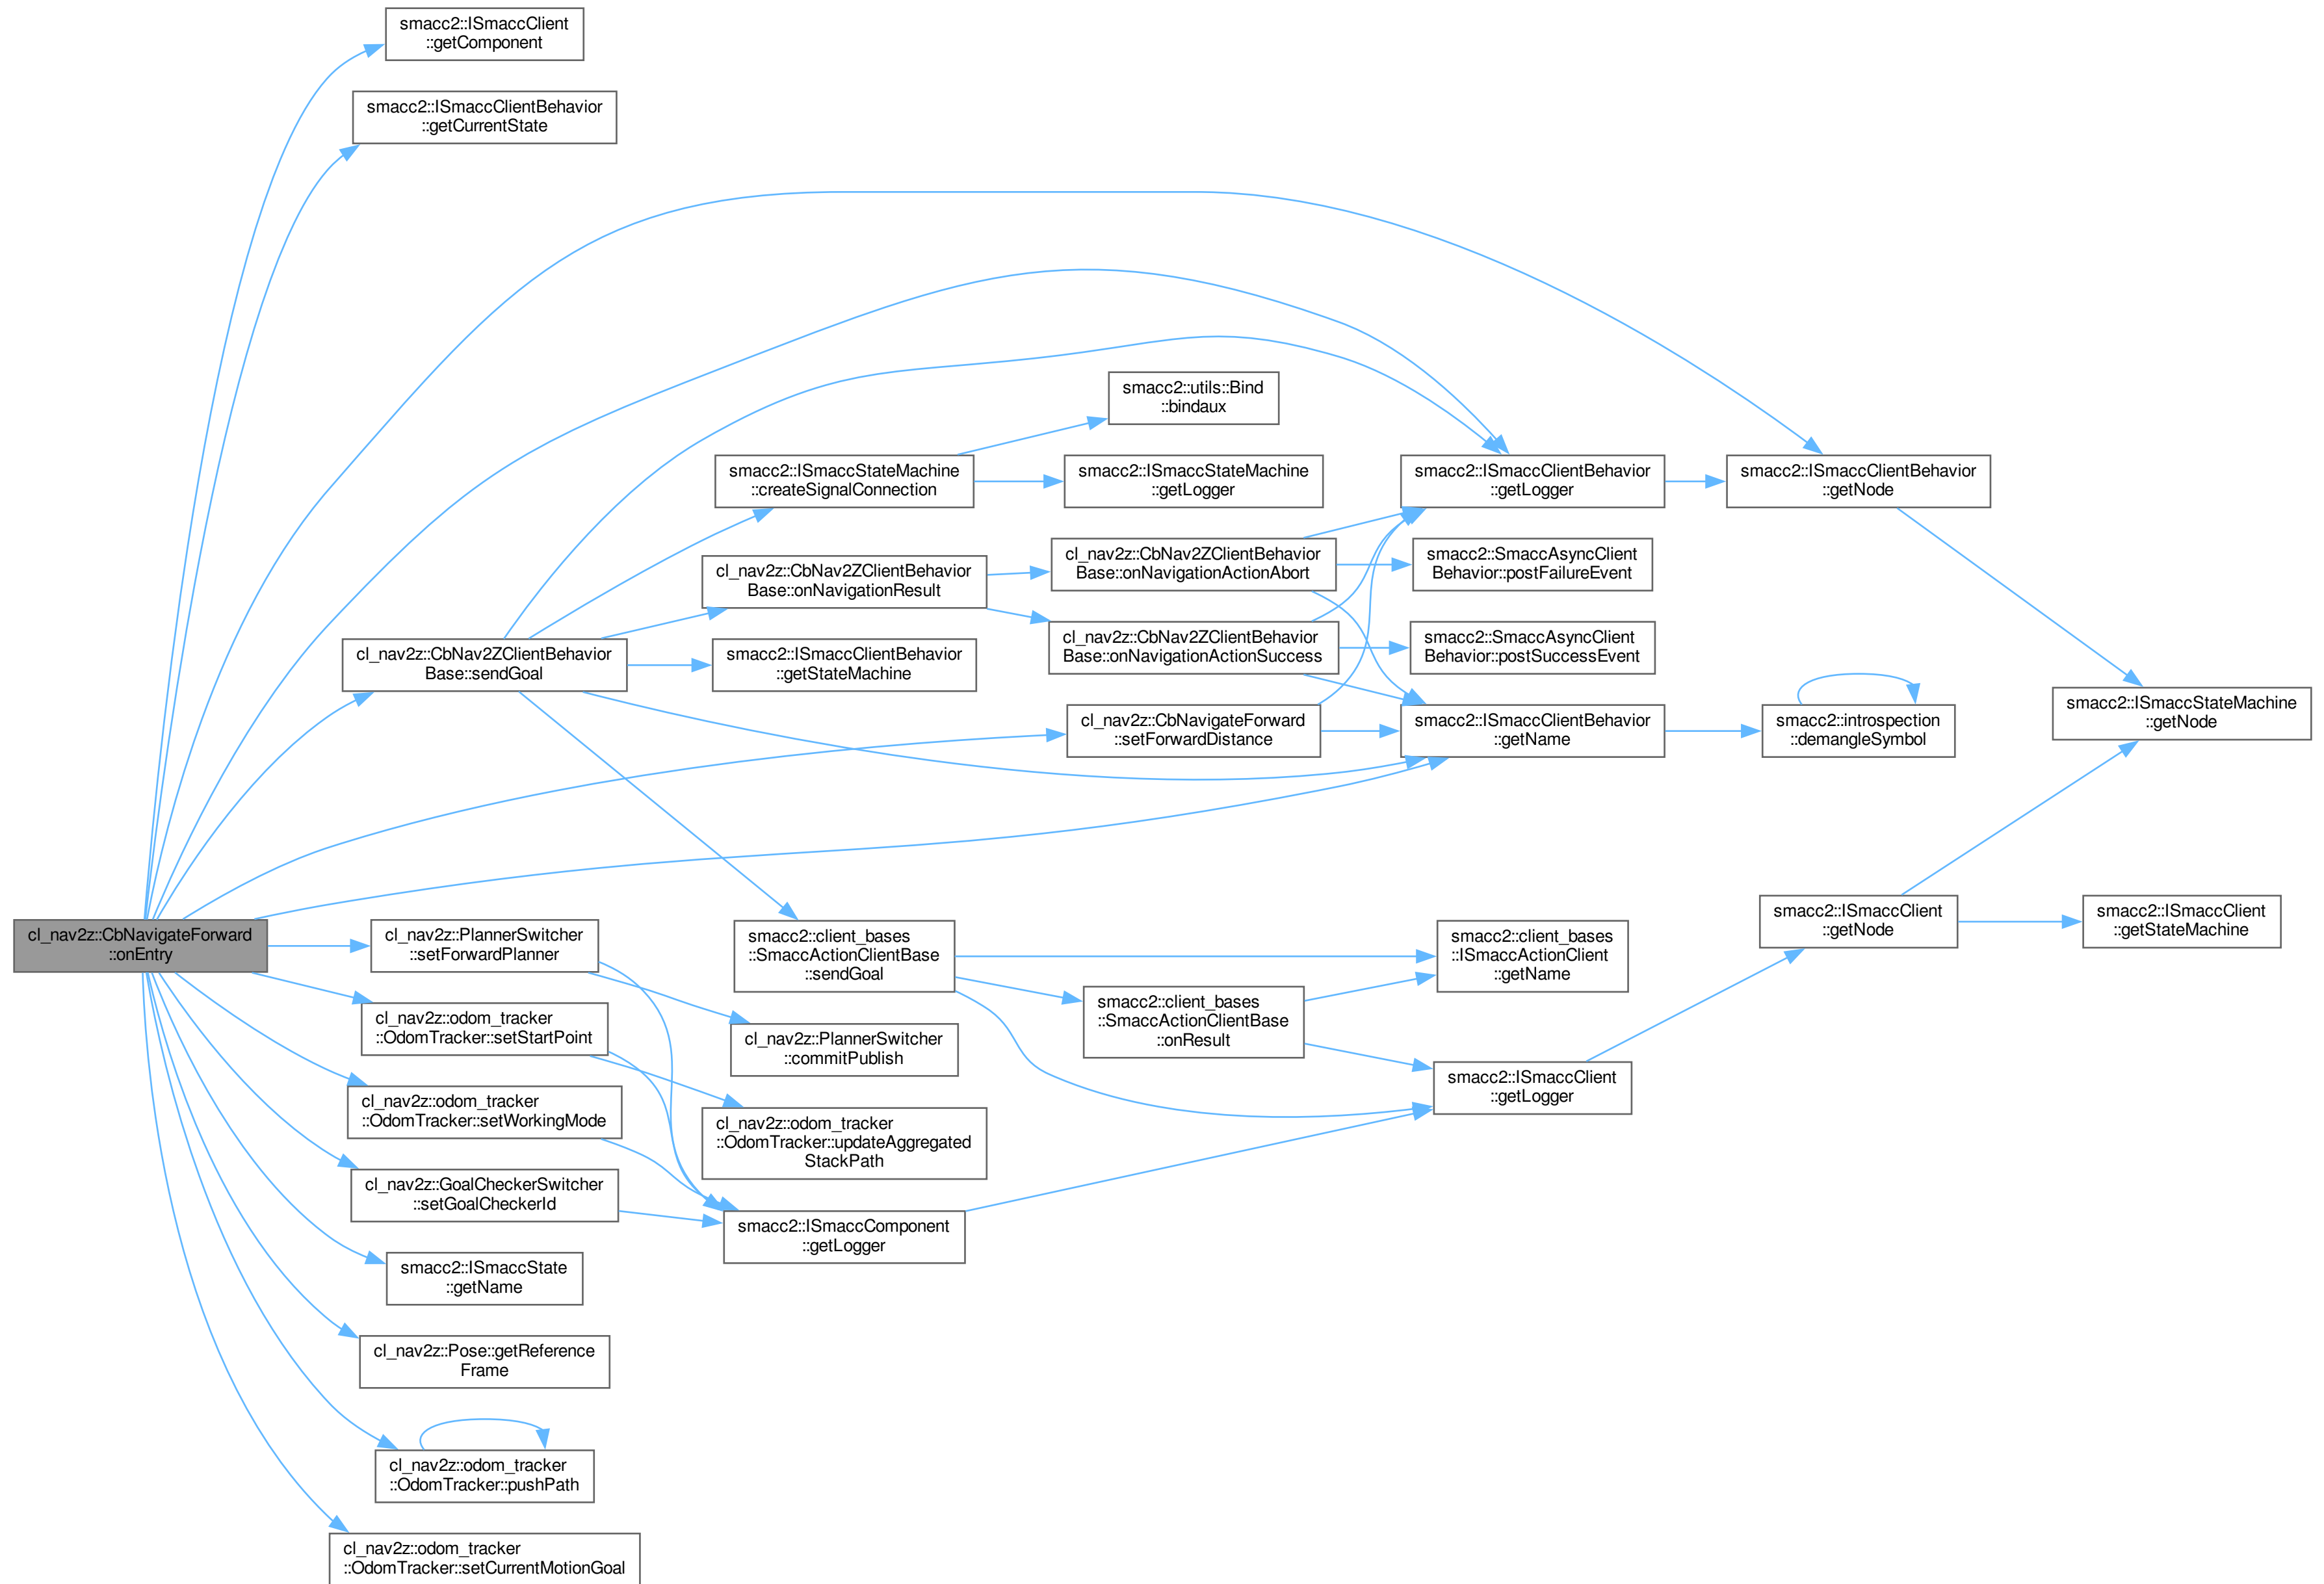 smacc2::ISmaccClient
::getComponent
smacc2::ISmaccClientBehavior
::getCurrentState
smacc2::utils::Bind
::bindaux
smacc2::ISmaccStateMachine
::createSignalConnection
smacc2::ISmaccStateMachine
::getLogger
smacc2::ISmaccClientBehavior
::getLogger
smacc2::ISmaccClientBehavior
::getNode
cl_nav2z::CbNav2ZClientBehavior
Base::onNavigationResult
cl_nav2z::CbNav2ZClientBehavior
Base::onNavigationActionAbort
smacc2::SmaccAsyncClient
Behavior::postFailureEvent
cl_nav2z::CbNav2ZClientBehavior
Base::sendGoal
smacc2::ISmaccClientBehavior
::getStateMachine
cl_nav2z::CbNav2ZClientBehavior
Base::onNavigationActionSuccess
smacc2::SmaccAsyncClient
Behavior::postSuccessEvent
cl_nav2z::CbNavigateForward
::setForwardDistance
smacc2::ISmaccClientBehavior
::getName
smacc2::introspection
::demangleSymbol
smacc2::ISmaccStateMachine
::getNode
cl_nav2z::CbNavigateForward
::onEntry
cl_nav2z::PlannerSwitcher
::setForwardPlanner
smacc2::client_bases
::SmaccActionClientBase
::sendGoal
smacc2::client_bases
::ISmaccActionClient
::getName
smacc2::ISmaccClient
::getNode
smacc2::ISmaccClient
::getStateMachine
cl_nav2z::odom_tracker
::OdomTracker::setStartPoint
cl_nav2z::PlannerSwitcher
::commitPublish
smacc2::client_bases
::SmaccActionClientBase
::onResult
cl_nav2z::odom_tracker
::OdomTracker::setWorkingMode
cl_nav2z::odom_tracker
::OdomTracker::updateAggregated
StackPath
smacc2::ISmaccClient
::getLogger
cl_nav2z::GoalCheckerSwitcher
::setGoalCheckerId
smacc2::ISmaccComponent
::getLogger
smacc2::ISmaccState
::getName
cl_nav2z::Pose::getReference
Frame
cl_nav2z::odom_tracker
::OdomTracker::pushPath
cl_nav2z::odom_tracker
::OdomTracker::setCurrentMotionGoal